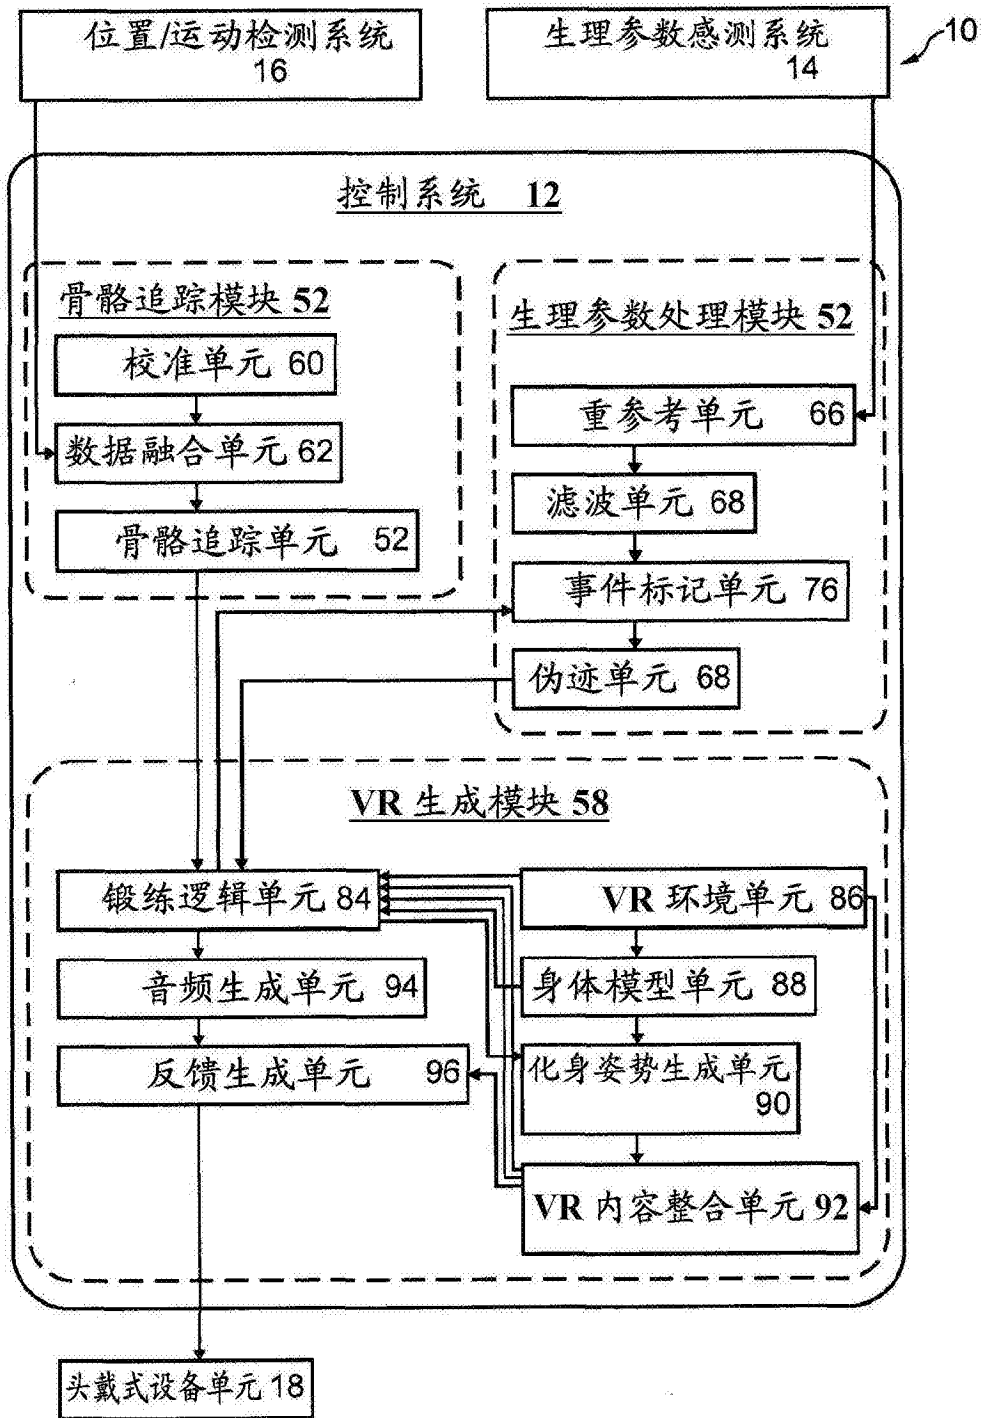 位置/运动检测系统
16
生理参数感测系统
14
10
控制系统 12
骨骼追踪模块 52
校准单元 60
数据融合单元 62
骨骼追踪单元 52
生理参数处理模块 52
重参考单元 66
滤波单元 68
事件标记单元 76
伪迹单元 68
VR 生成模块 58
锻练逻辑单元 84
音频生成单元 94
反馈生成单元 96
VR 环境单元 86
身体模型单元 88
化身姿势生成单元
90
VR 内容整合单元 92
头戴式设备单元 18